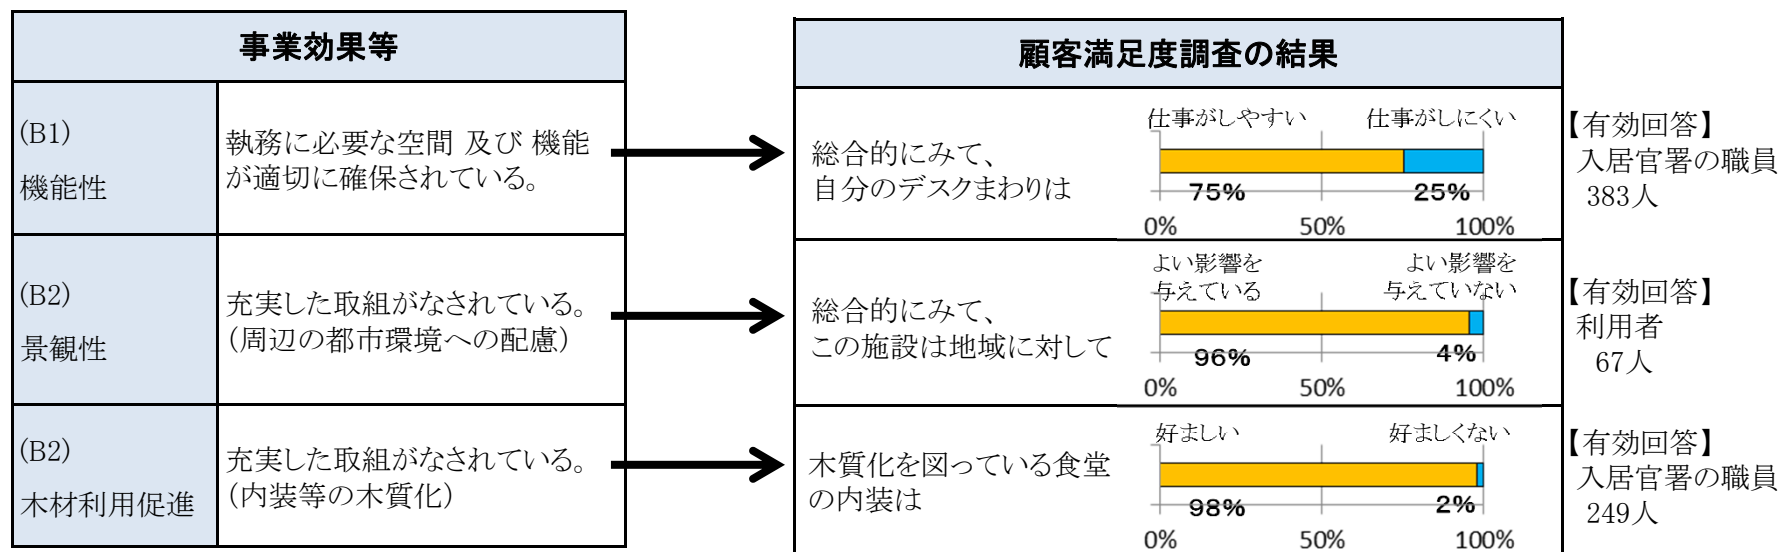 事業効果等
(B1)
機能性
執務に必要な空間 及び 機能
が適切に確保されている。
(B2)
景観性
充実した取組がなされている。
(周辺の都市環境への配慮)
(B2)
木材利用促進
充実した取組がなされている。
(内装等の木質化)
顧客満足度調査の結果
総合的にみて、
自分のデスクまわりは
仕事がしやすい 仕事がしにくい
75% 25%
0% 50% 100%
【有効回答】
入居官署の職員
383人
総合的にみて、
この施設は地域に対して
よい影響を よい影響を
与えている 与えていない
96% 4%
0% 50% 100%
【有効回答】
利用者
67人
木質化を図っている食堂
の内装は
好ましい 好ましくない
98% 2%
0% 50% 100%
【有効回答】
入居官署の職員
249人